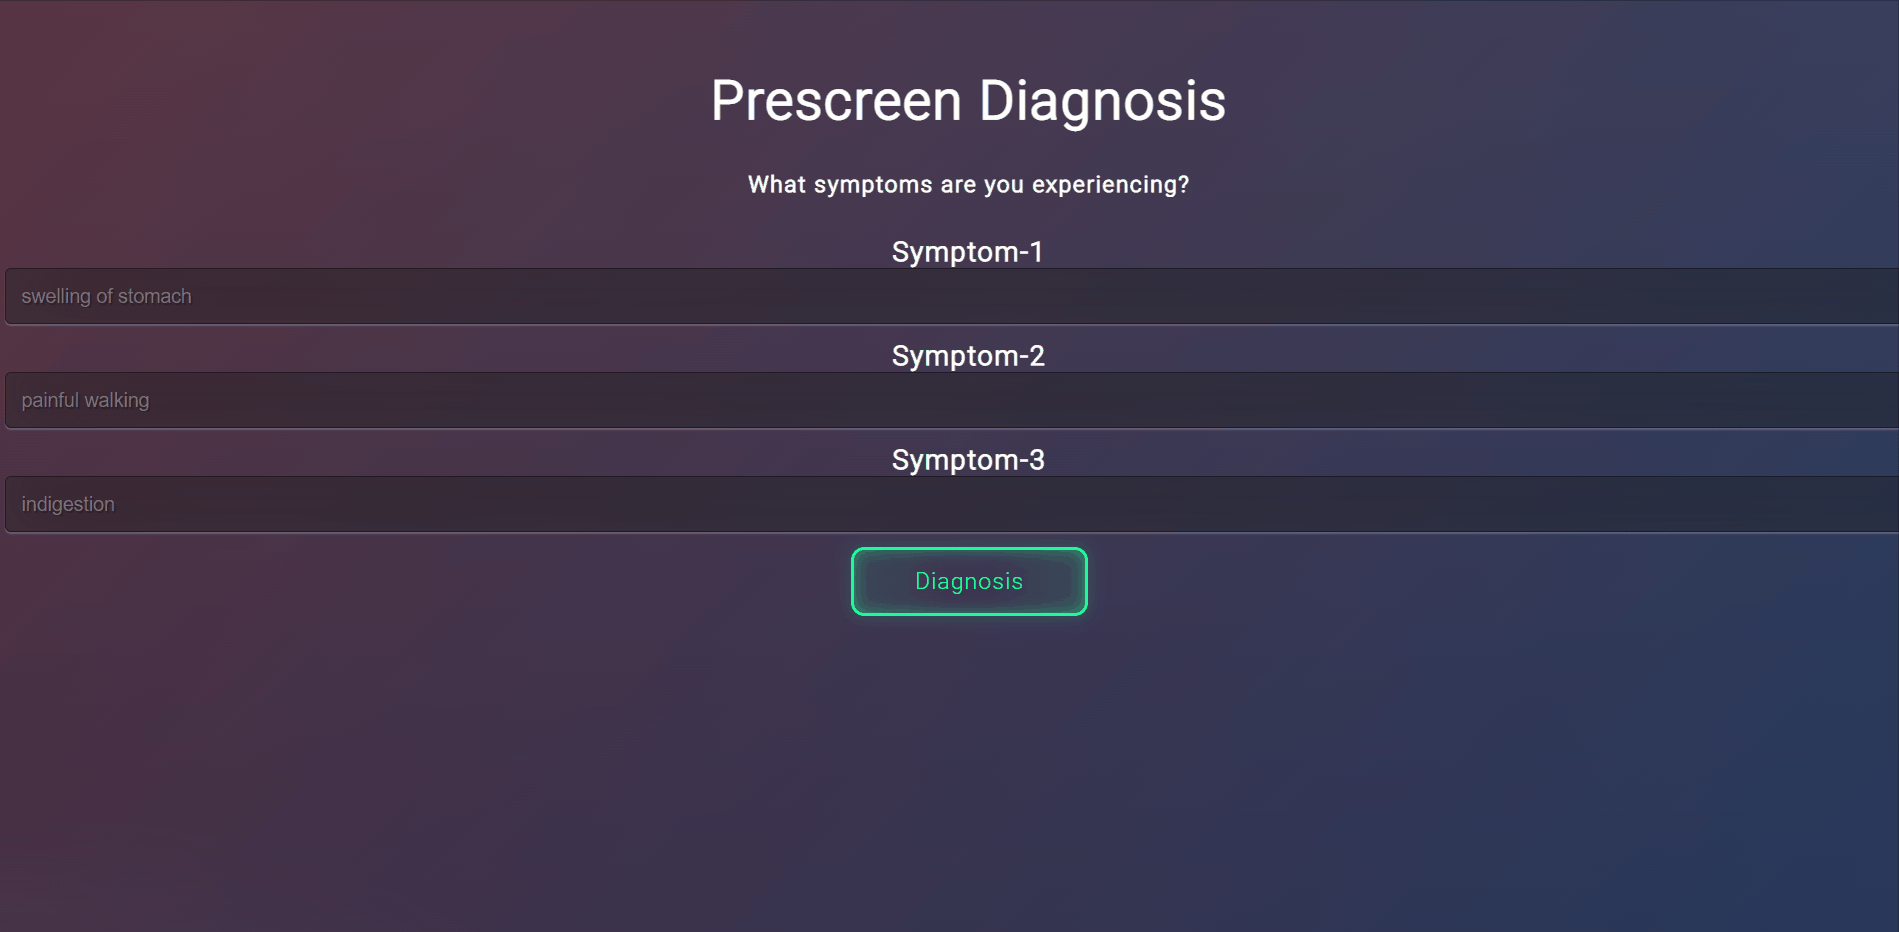 Prescreen Diagnosis
What symptoms are you experiencing?
Symptom-1
swelling of stomach
Symptom-2
painful walking
Symptom-3
indigestion
Diagnosis